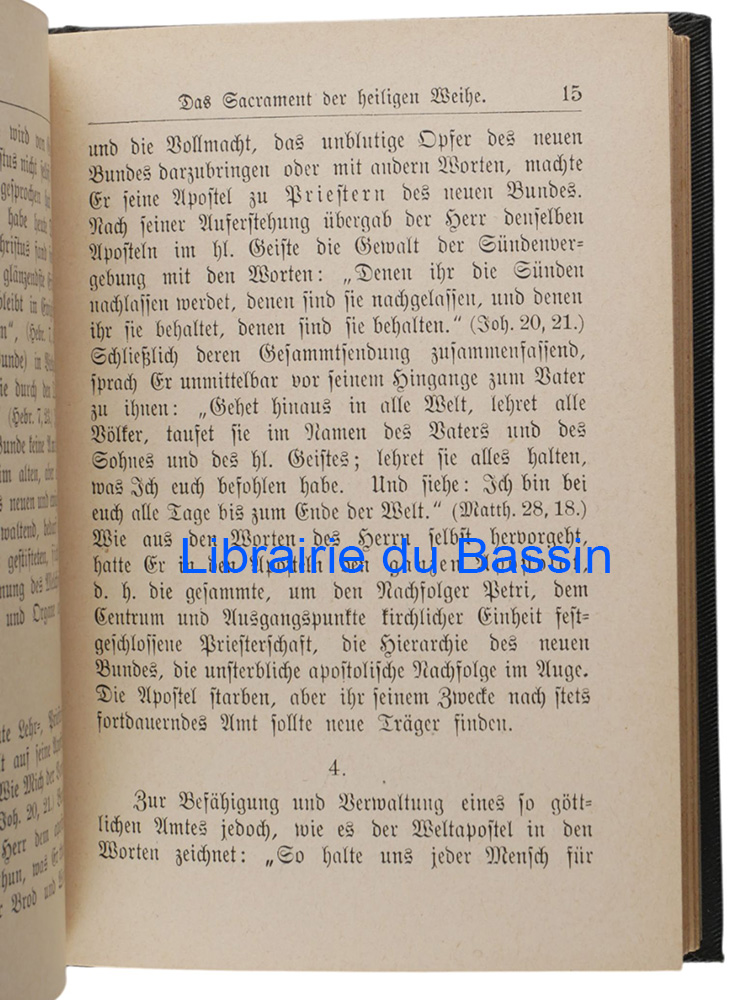 Das Sacrament der heiligen Weihe. 15
und die Vollmacht, das unblutige Opfer des neuen
Bundes darzubringen oder mit andern Worten, machte
Er seine Apostel zu Priestern des neuen Bundes.
Nach seiner Auferstehung übergab der Herr denselben
Aposteln im hl. Geiste die Gewalt der Sündenver-
gebung mit den Worten: „Denen ihr die Sünden
nachlassen werdet, denen sind sie nachgelassen, und denen
ihr sie behaltet, denen sind sie behalten.“ (Joh. 20, 21.)
Schließlich deren Gesammtsendung zusammenfassend,
sprach Er unmittelbar vor seinem Hingange zum Vater
zu ihnen: „Gehet hinaus in alle Welt, lehret alle
Völker, taufet sie im Namen des Vaters und des
Sohnes und des hl. Geistes; lehret sie alles halten,
was Ich euch befohlen habe. Und siehe: Ich bin bei
euch alle Tage bis zum Ende der Welt.“ (Matth. 28, 18.)
Wie aus den Worten des Herrn selbst hervorgeht,
hatte Er in den Aposteln den ganzen
Librairie du Bassin
d. h. die gesammte, um den Nachfolger Petri, dem
Centrum und Ausgangspunkte kirchlicher Einheit fest-
geschlossene Priesterschaft, die Hierarchie des neuen
Bundes, die unsterbliche apostolische Nachfolge im Auge.
Die Apostel starben, aber ihr seinem Zwecke nach stets
fortdauerndes Amt sollte neue Träger finden.
4.
Zur Befähigung und Verwaltung eines so gött-
lichen Amtes jedoch, wie es der Weltapostel in den
Worten zeichnet: „So halte uns jeder Mensch für